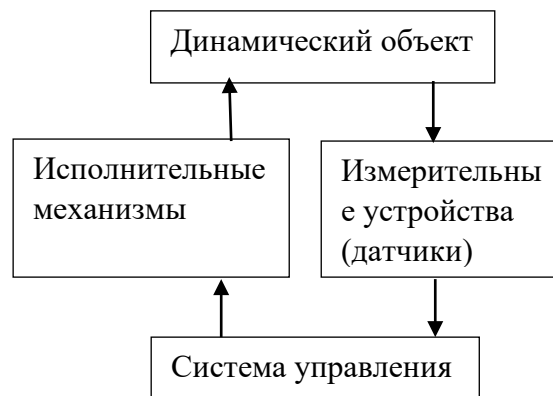 Динамический объект
Исполнительные
механизмы
Измерительны
е устройства
(датчики)
Система управления